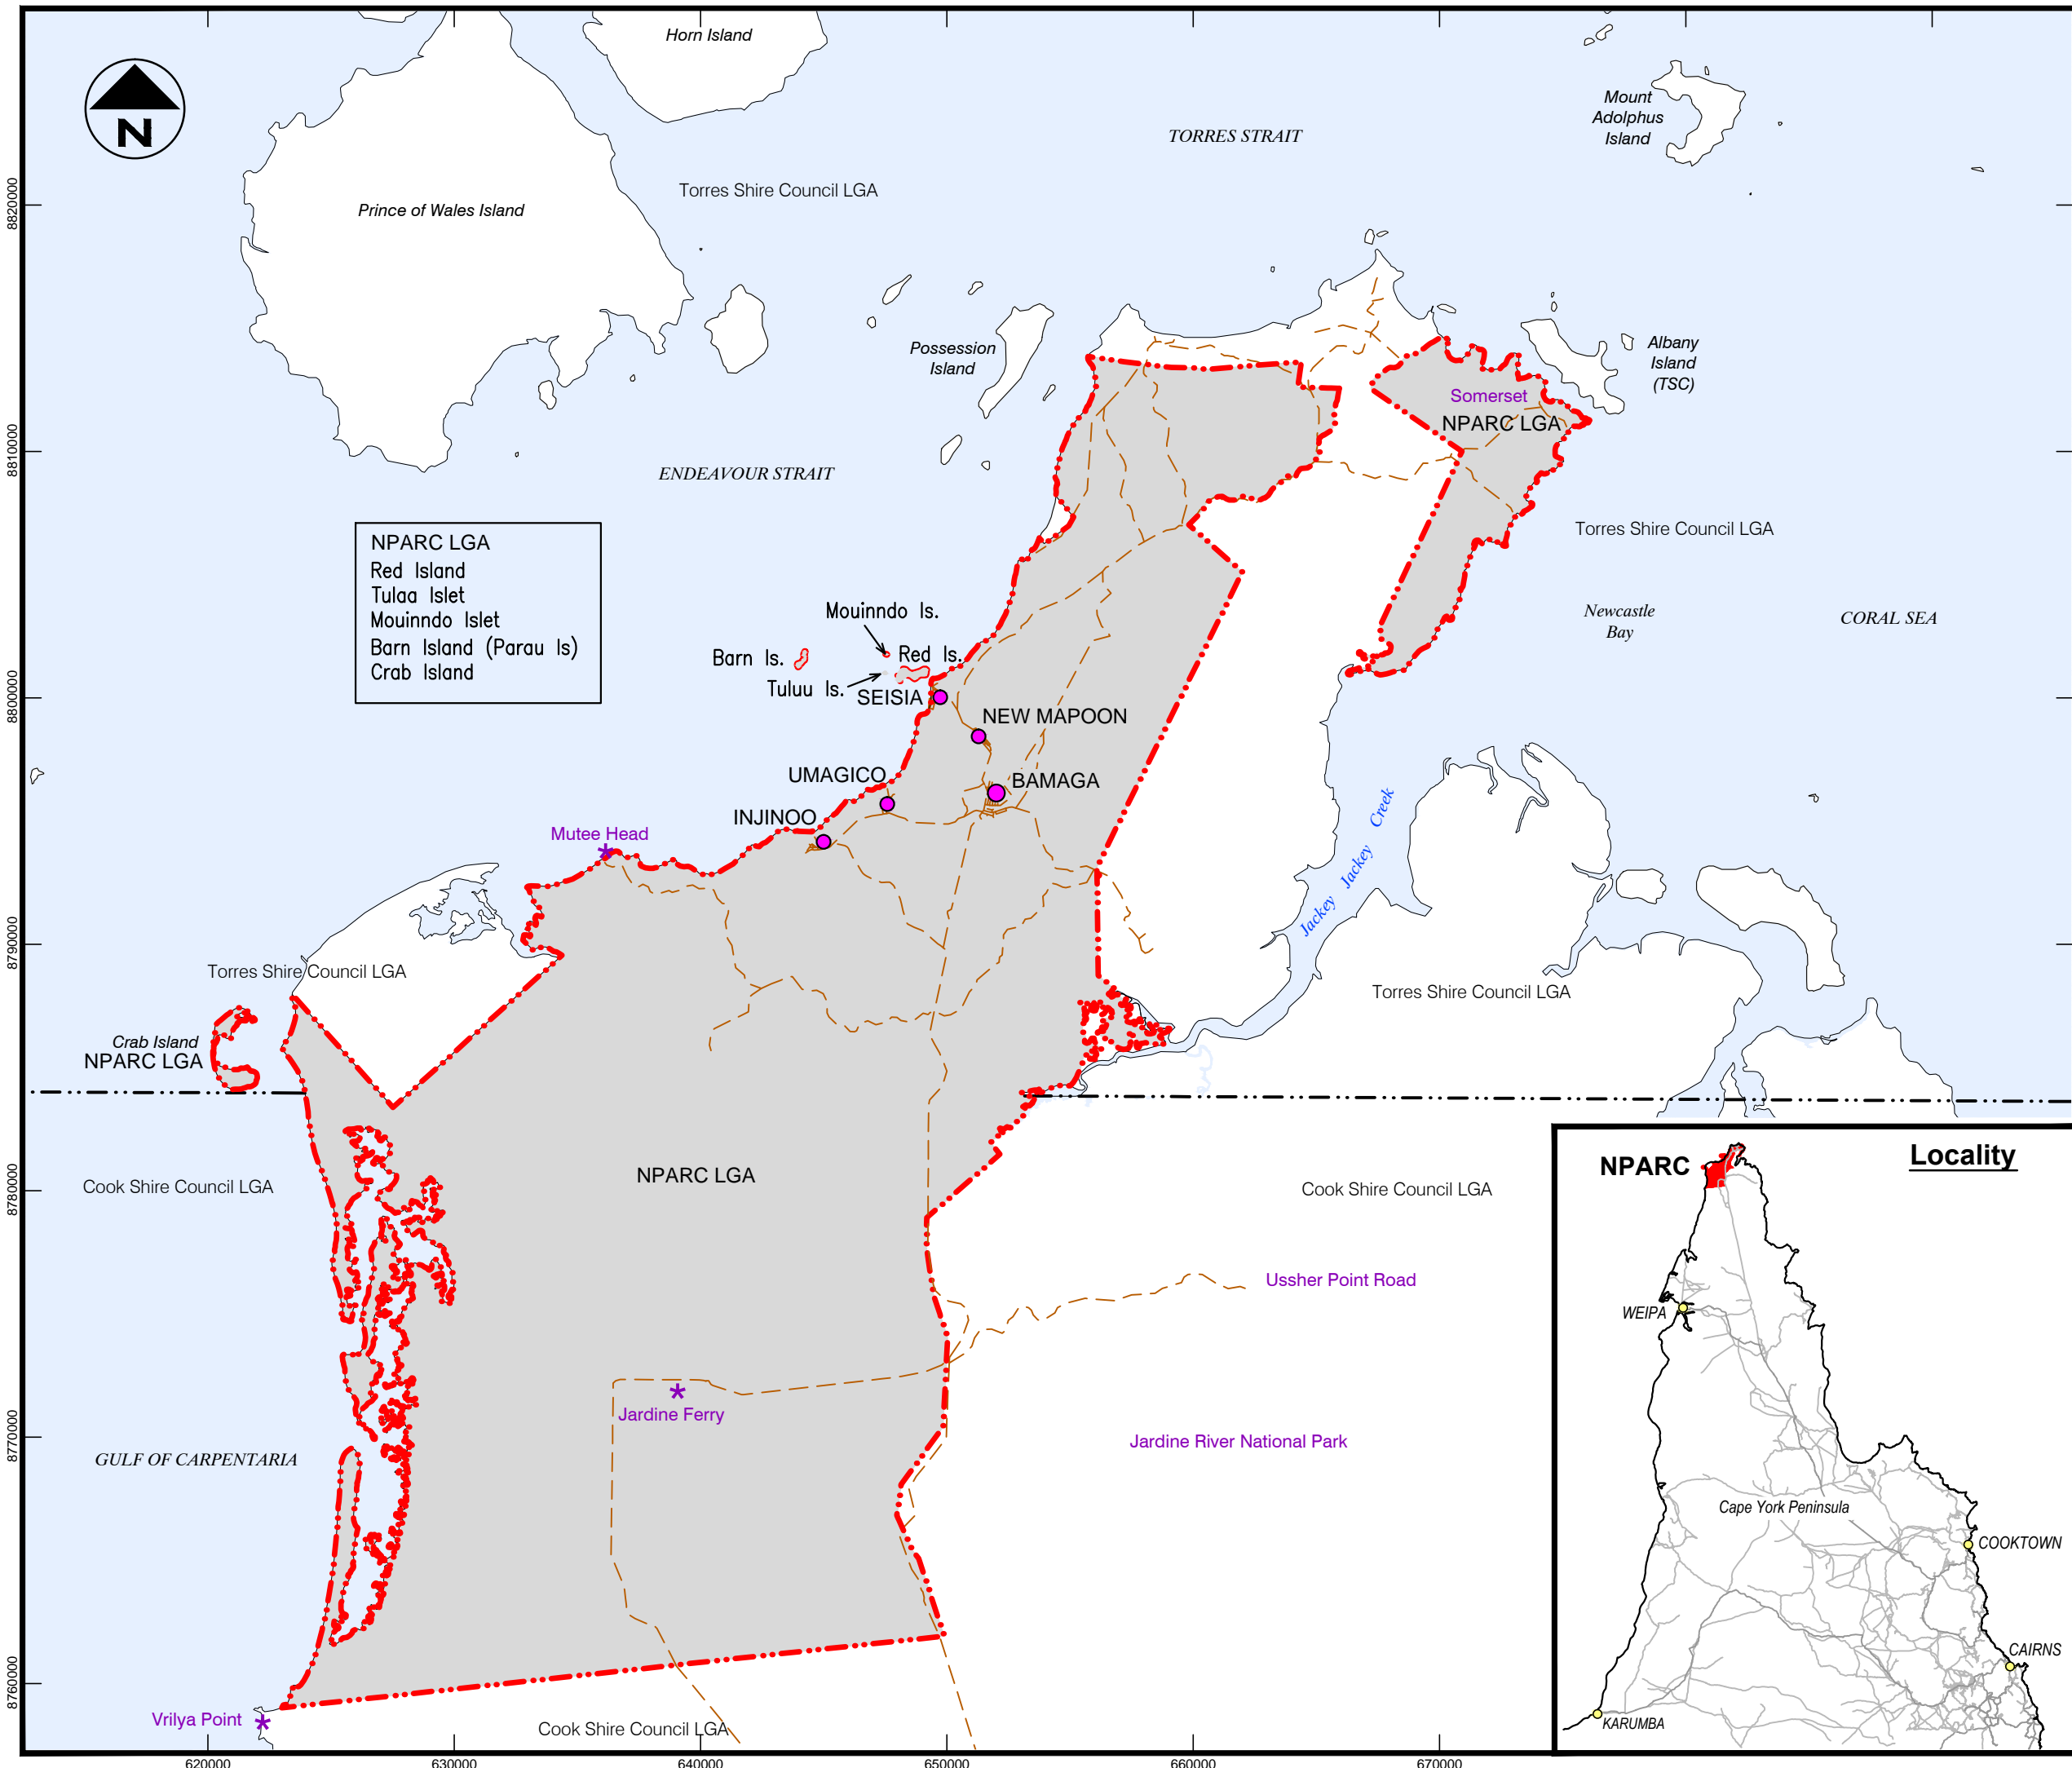 Horn Island
N
TORRES STRAIT
Mount
Adolphus
Island
Torres Shire Council LGA
Prince of Wales Island
Possession
Island
Albany
Island
(TSC)
Somerset
NPARC LGA
ENDEAVOUR STRAIT
Torres Shire Council LGA
NPARC LGA
Red Island
Tulaa Islet
Mouinndo Islet
Barn Island (Parau Is)
Crab Island
Mouinndo Is.
Barn Is.
Red Is.
Tuluu Is.
SEISIA
NEW MAPOON
UMAGICO
BAMAGA
INJINOO
Mutee Head
Newcastle
Bay
CORAL SEA
Jackey Jackey Creek
Torres Shire Council LGA
Torres Shire Council LGA
Crab Island
NPARC LGA
Cook Shire Council LGA
NPARC LGA
Cook Shire Council LGA
Ussher Point Road
Jardine Ferry
Jardine River National Park
GULF OF CARPENTARIA
Vrilya Point
Cook Shire Council LGA
NPARC
Locality
WEIPA
Cape York Peninsula
COOKTOWN
CAIRNS
KARUMBA
8820000
8810000
8800000
8790000
8780000
8770000
8760000
620000
630000
640000
650000
660000
670000